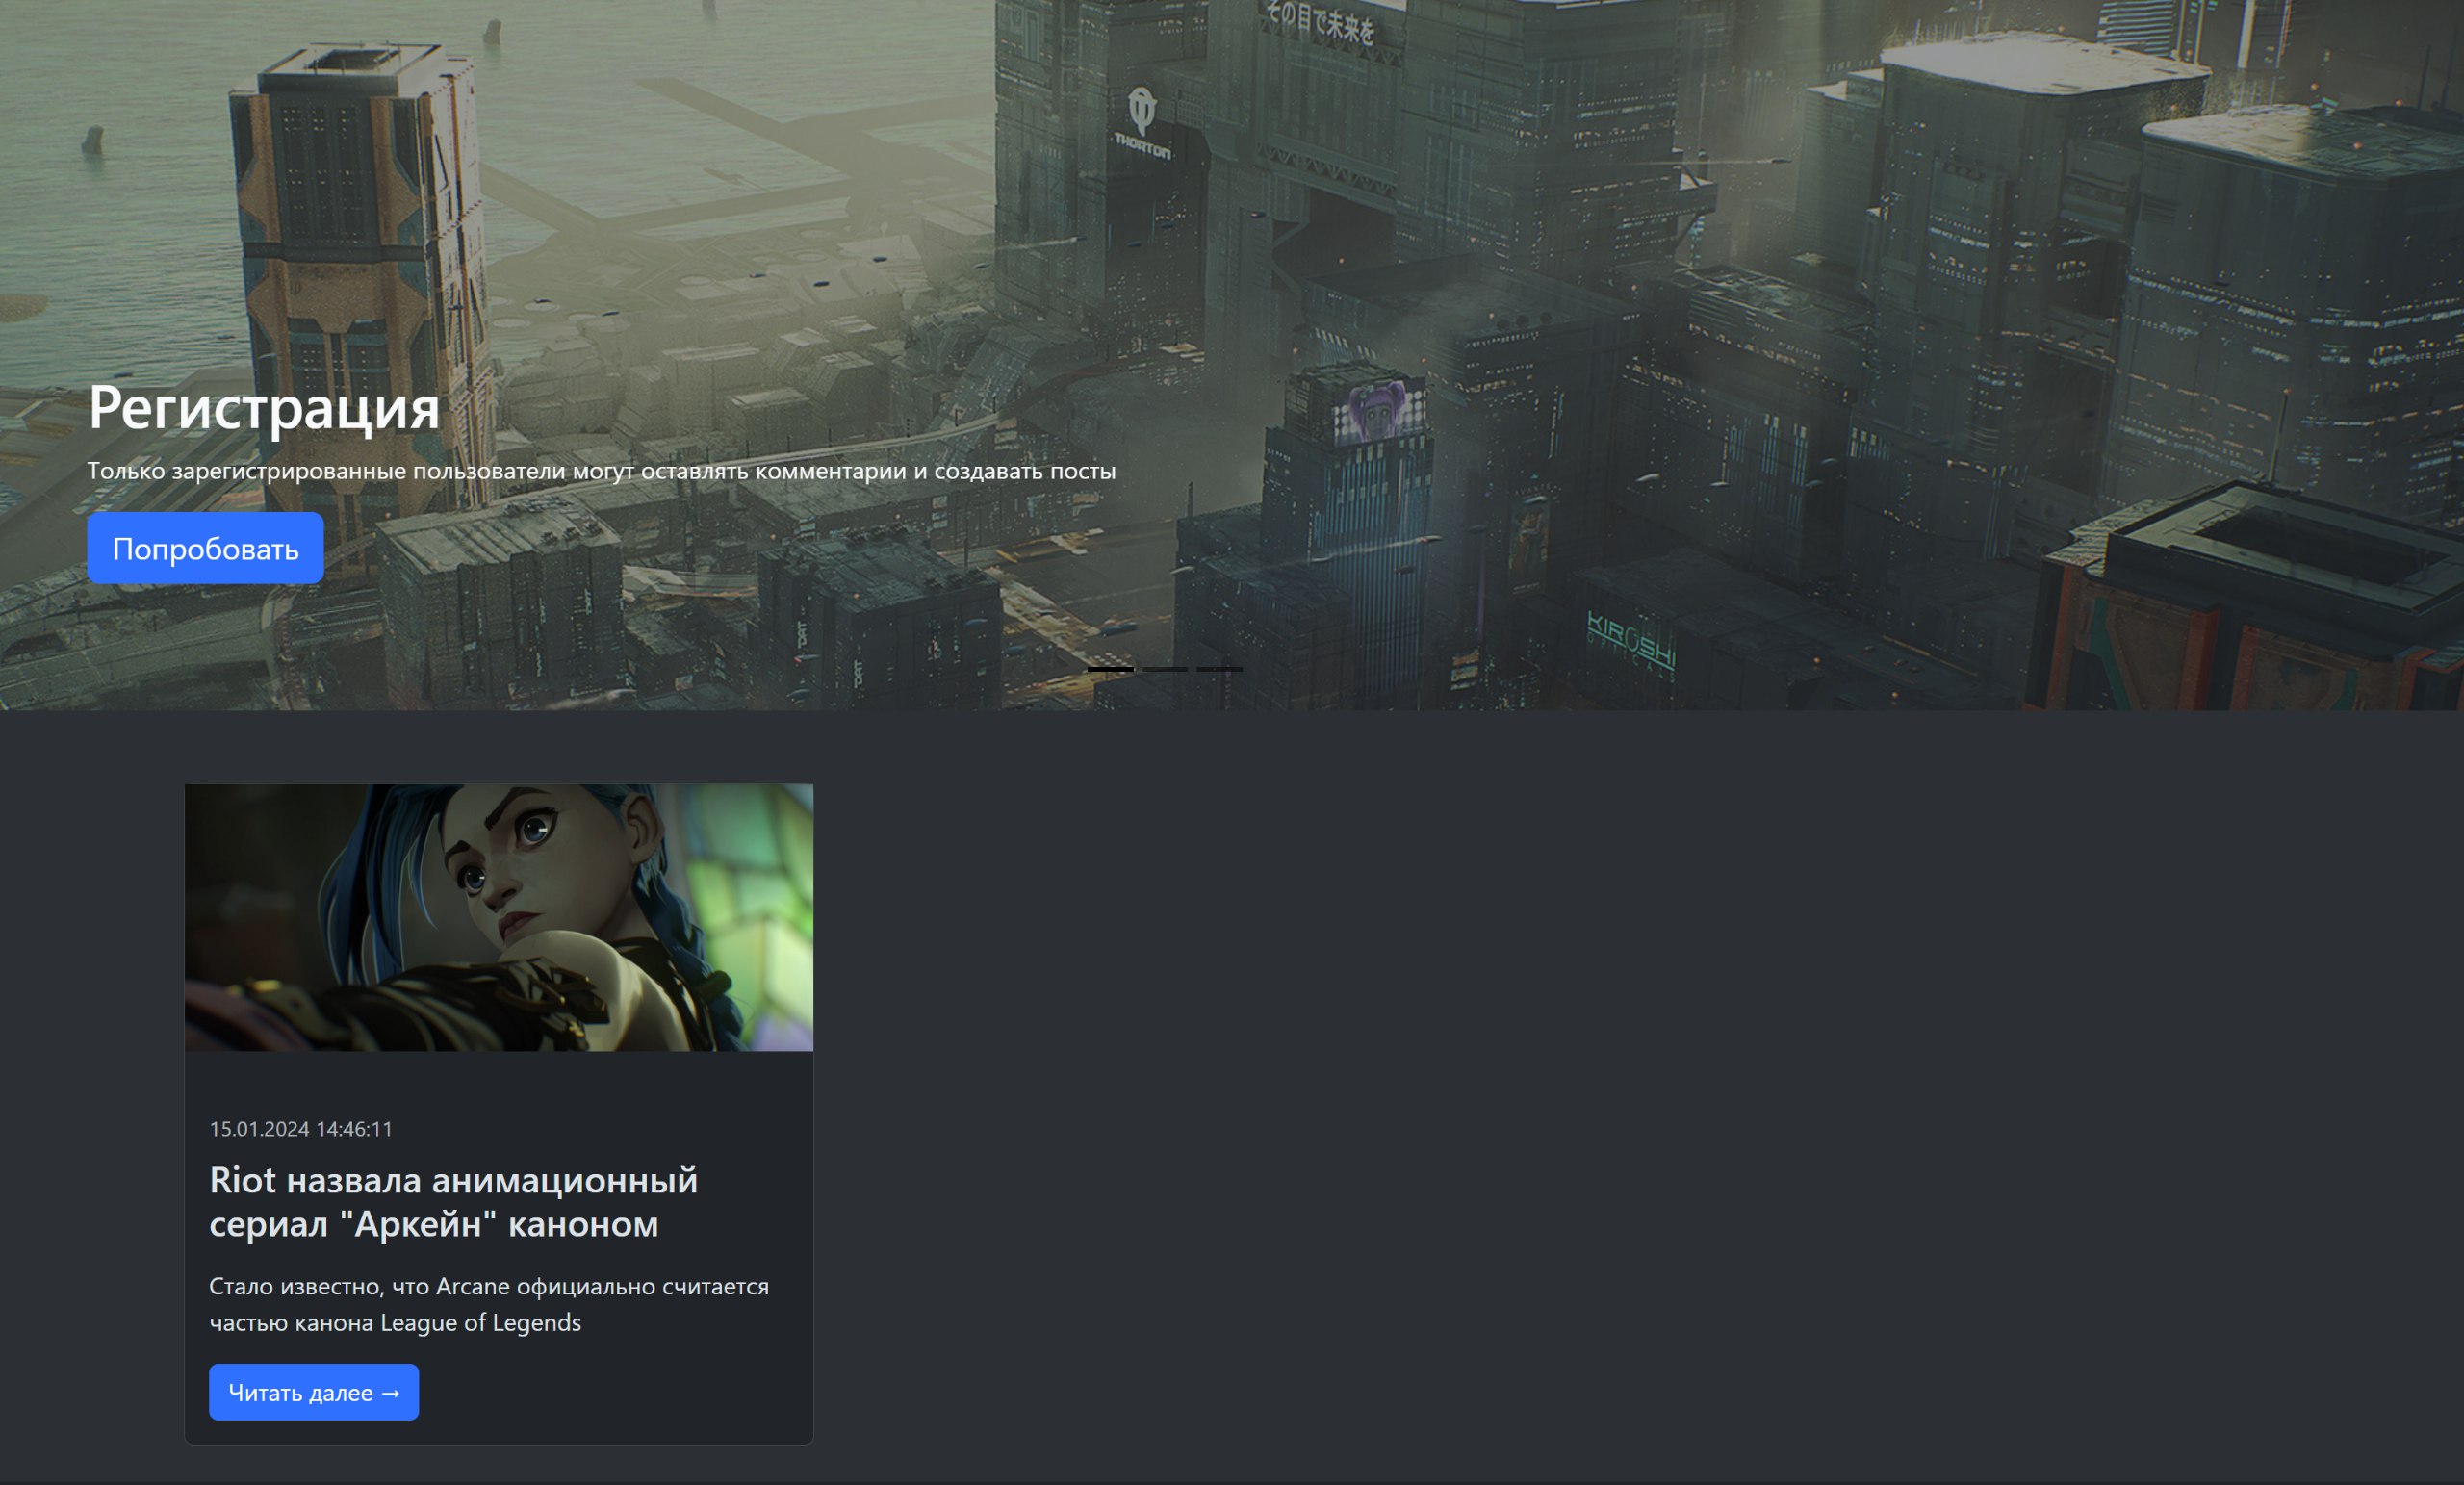 その目で未来を
THORTON
Регистрация
Только зарегистрированные пользователи могут оставлять комментарии и создавать посты
Попробовать
KIROSHI
OPTICALS
15.01.2024 14:46:11
Riot назвала анимационный
сериал "Аркейн" каноном
Стало известно, что Arcane официально считается
частью канона League of Legends
Читать далее →